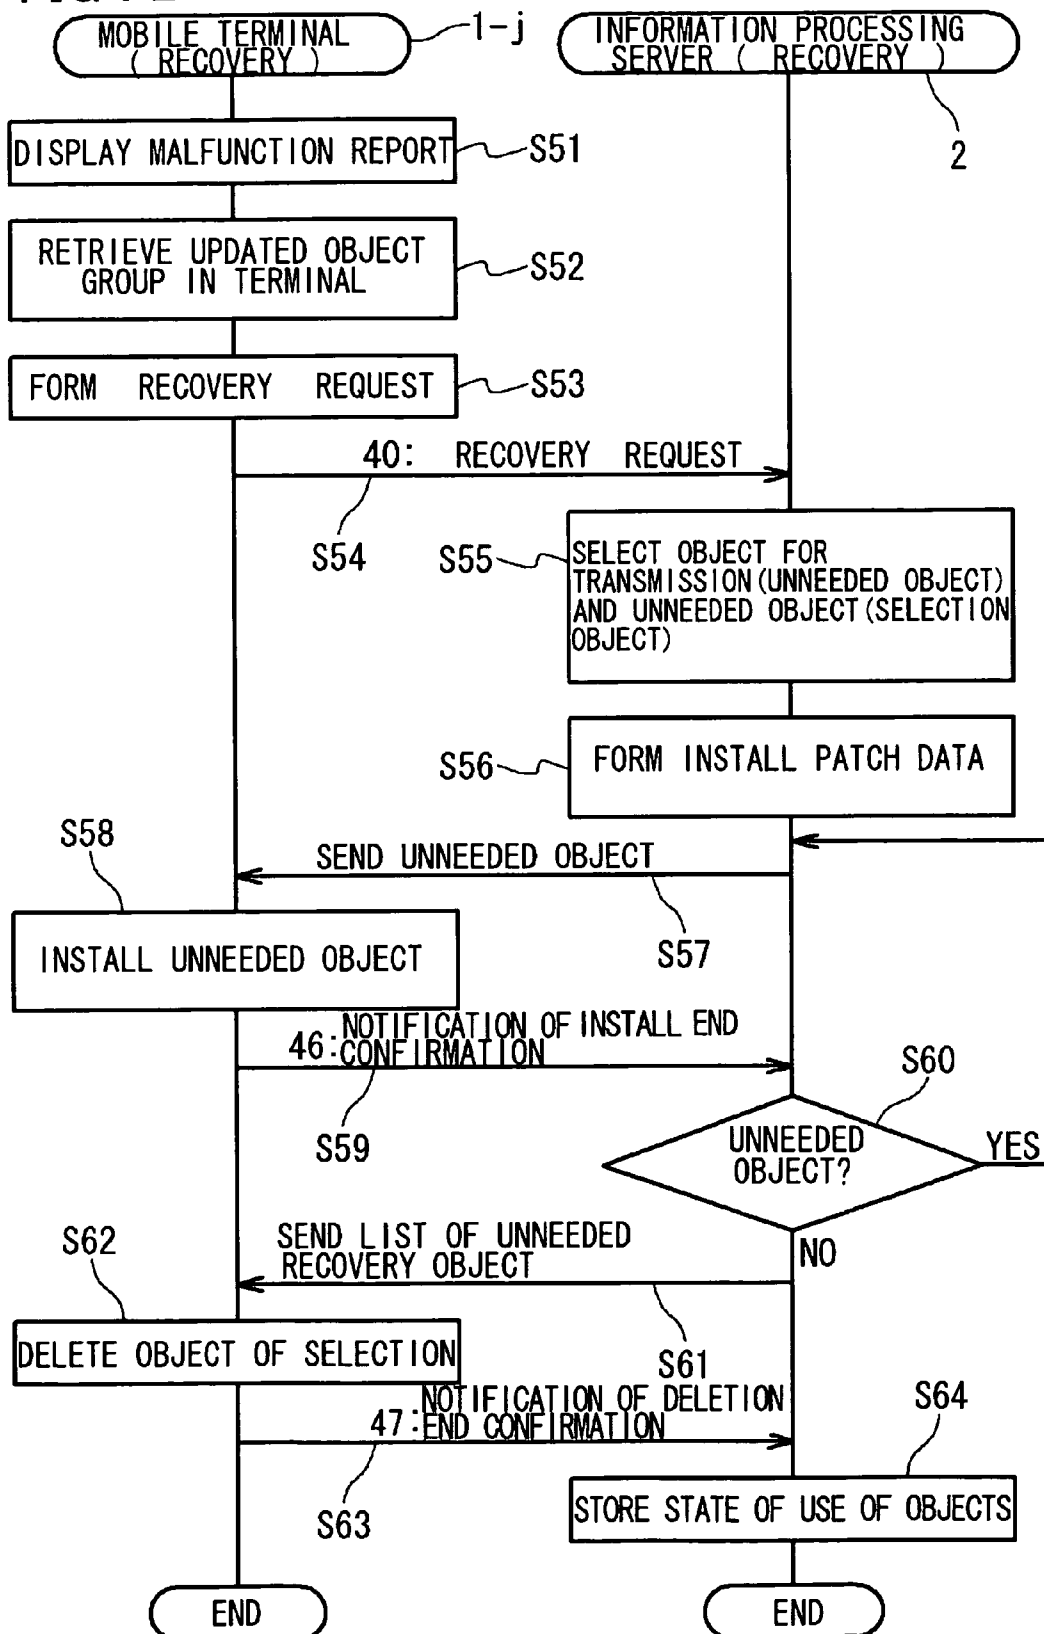 MOBILE TERMINAL
( RECOVERY )
1-j
INFORMATION PROCESSING
SERVER ( RECOVERY )
2
DISPLAY MALFUNCTION REPORT
S51
RETRIEVE UPDATED OBJECT
GROUP IN TERMINAL
S52
FORM RECOVERY REQUEST
S53
40: RECOVERY REQUEST
S54
S55
SELECT OBJECT FOR
TRANSMISSION(UNNEEDED OBJECT)
AND UNNEEDED OBJECT(SELECTION
OBJECT)
S56
FORM INSTALL PATCH DATA
S58
SEND UNNEEDED OBJECT
S57
INSTALL UNNEEDED OBJECT
46:NOTIFICATION OF INSTALL END
CONFIRMATION
S59
S60
UNNEEDED
OBJECT?
YES
NO
S62
SEND LIST OF UNNEEDED
RECOVERY OBJECT
S61
DELETE OBJECT OF SELECTION
47:NOTIFICATION OF DELETION
END CONFIRMATION
S63
S64
STORE STATE OF USE OF OBJECTS
END
END